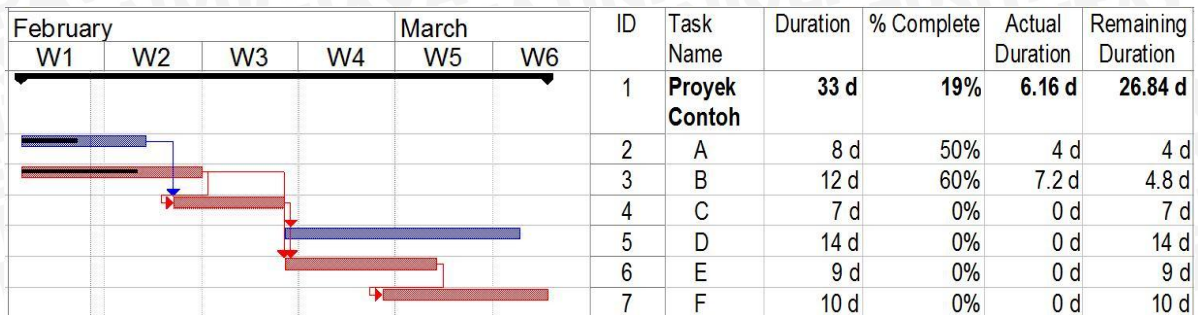 February March
W1 W2 W3 W4 W5 W6
ID Task Name Duration % Complete Actual Duration Remaining Duration
1 Proyek Contoh 33 d 19% 6.16 d 26.84 d
2 A 8 d 50% 4 d 4 d
3 B 12 d 60% 7.2 d 4.8 d
4 C 7 d 0% 0 d 7 d
5 D 14 d 0% 0 d 14 d
6 E 9 d 0% 0 d 9 d
7 F 10 d 0% 0 d 10 d